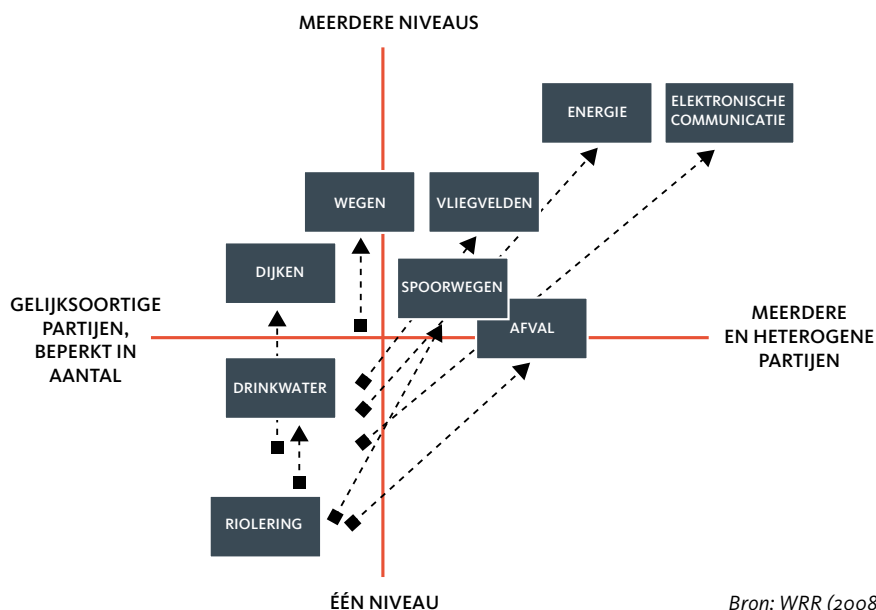 MEERDERE NIVEAUS
ENERGIE
ELEKTRONISCHE
COMMUNICATIE
WEGEN
VLIEGVELDEN
DIJKEN
SPOORWEGEN
GELIJKSOORTIGE
PARTIJEN,
BEPERKT IN
AANTAL
AFVAL
MEERDERE
EN HETEROGENE
PARTIJEN
DRINKWATER
RIOLERING
ÉÉN NIVEAU
Bron: WRR (2008